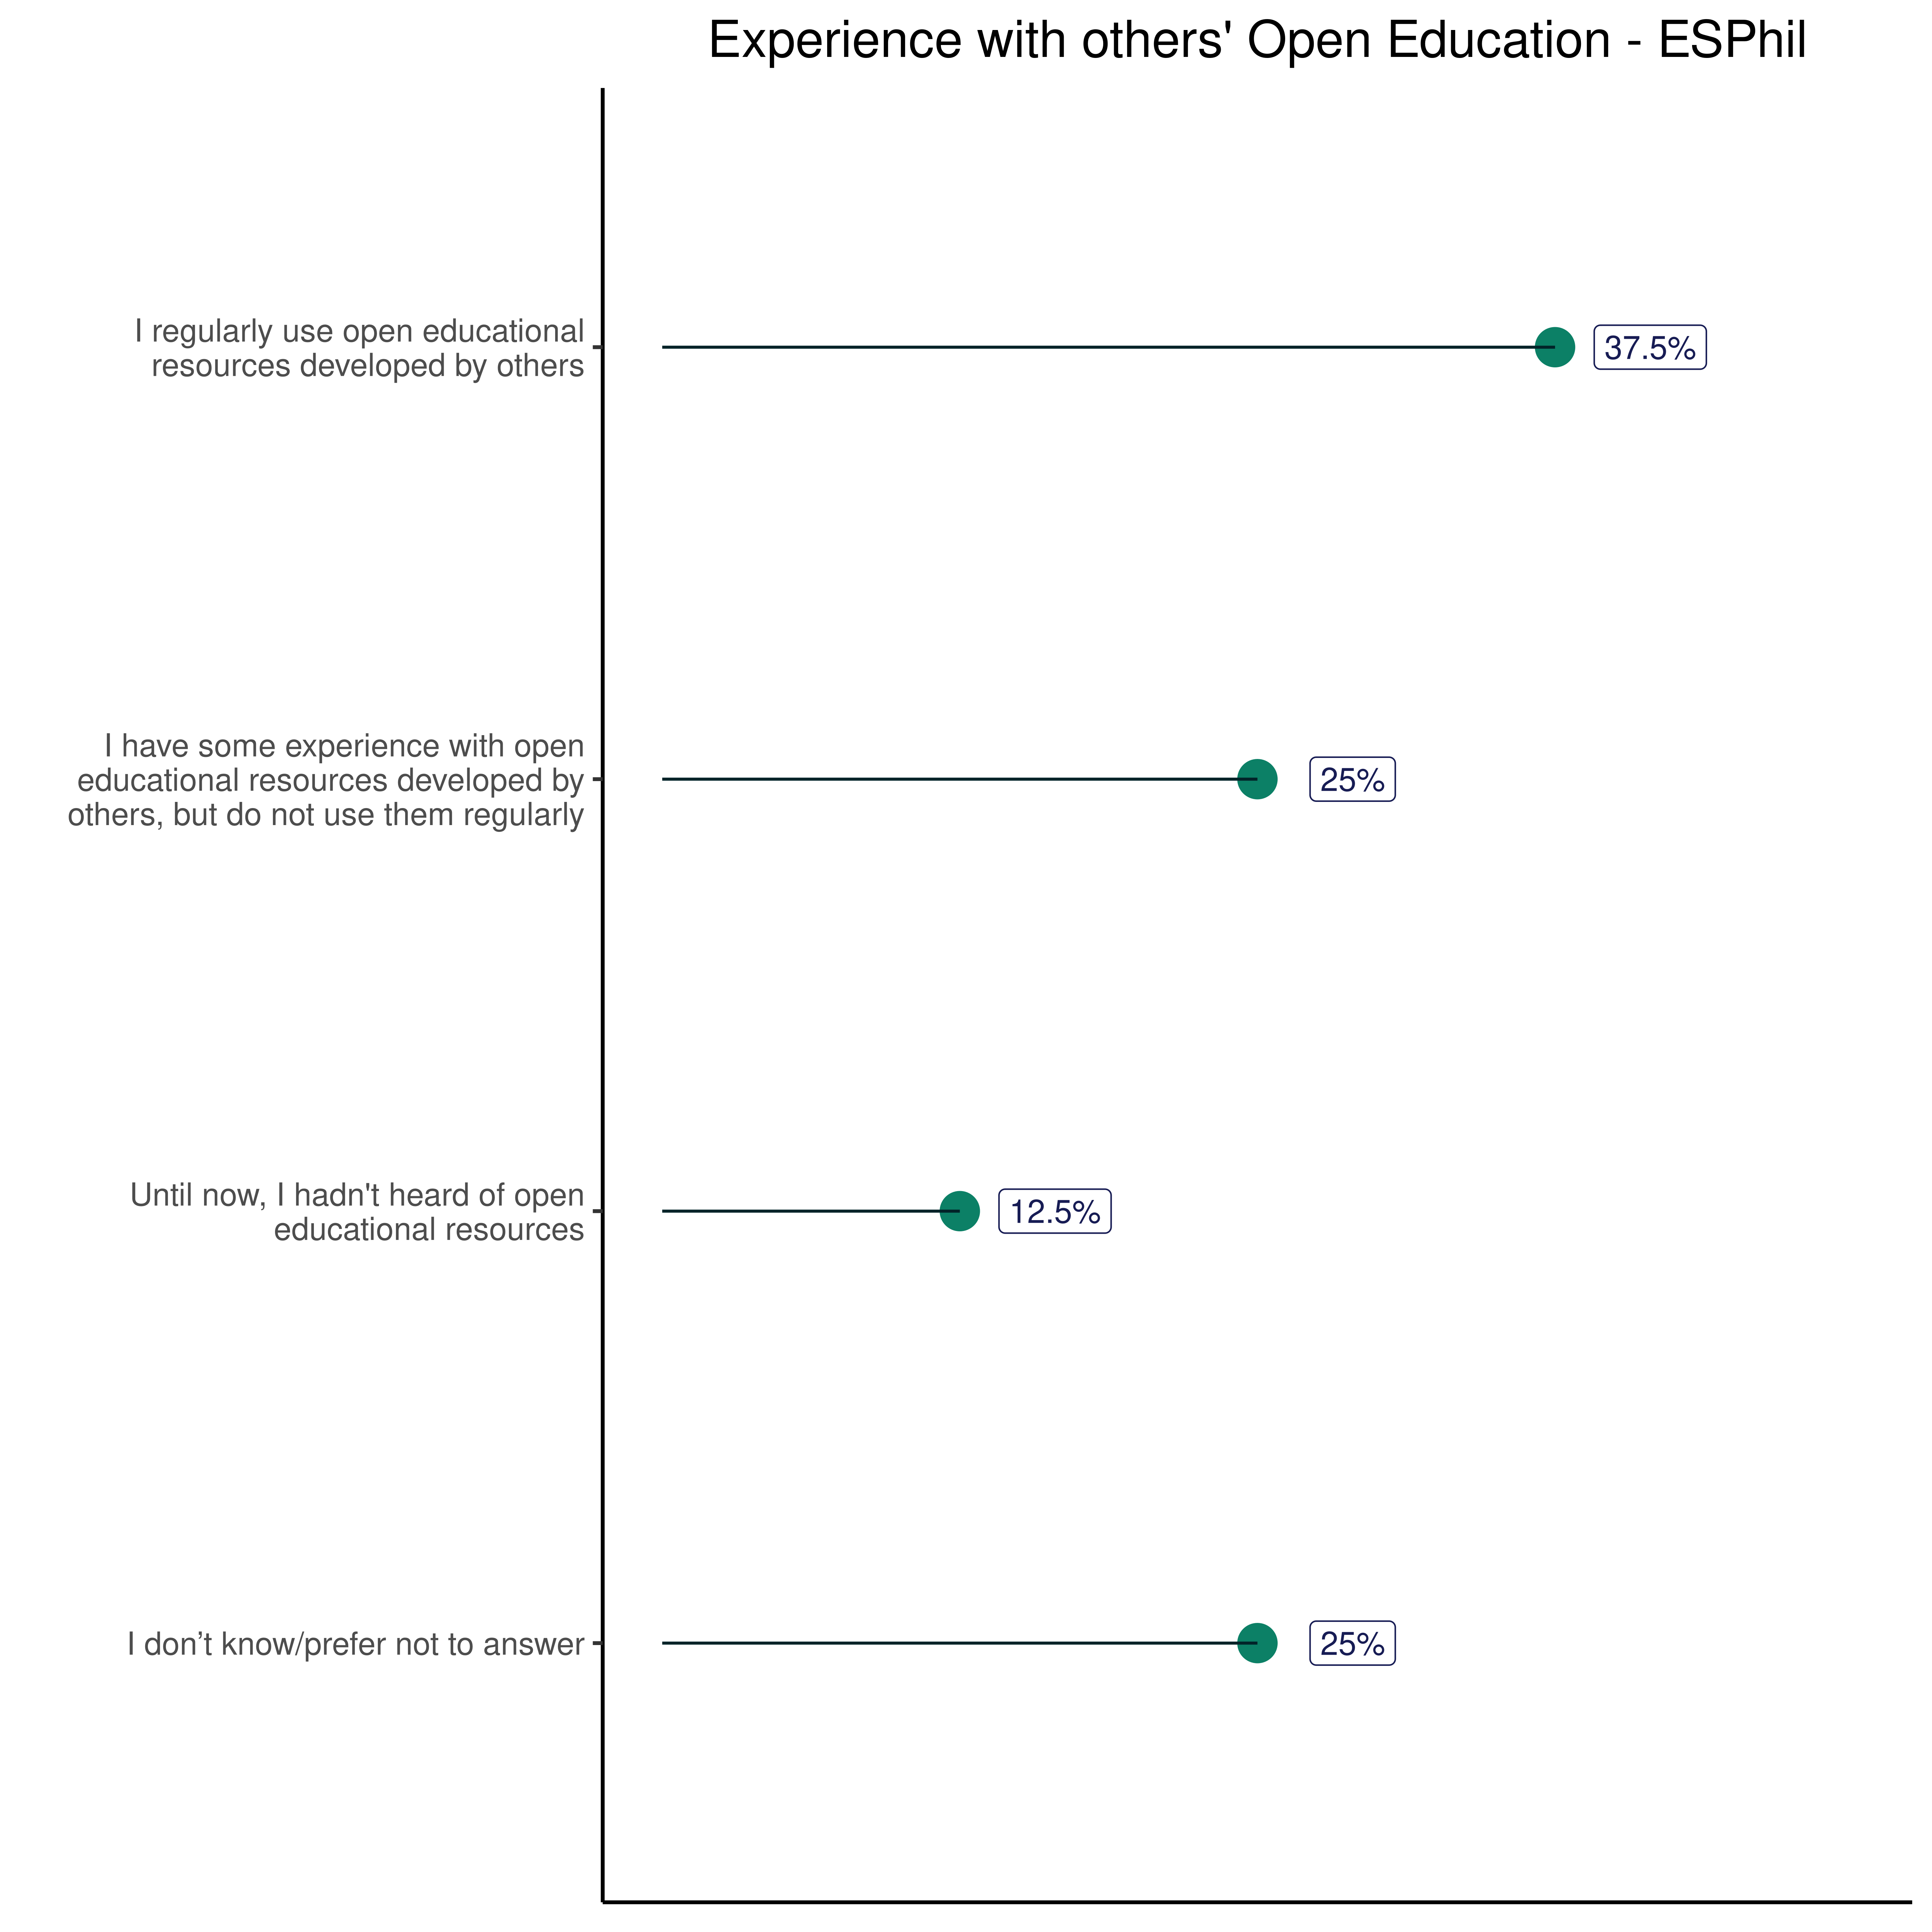 Experience with others' Open Education - ESPhil
I regularly use open educational
resources developed by others
37.5%
I have some experience with open
educational resources developed by
others, but do not use them regularly
25%
Until now, I hadn't heard of open
educational resources
12.5%
I don’t know/prefer not to answer
25%